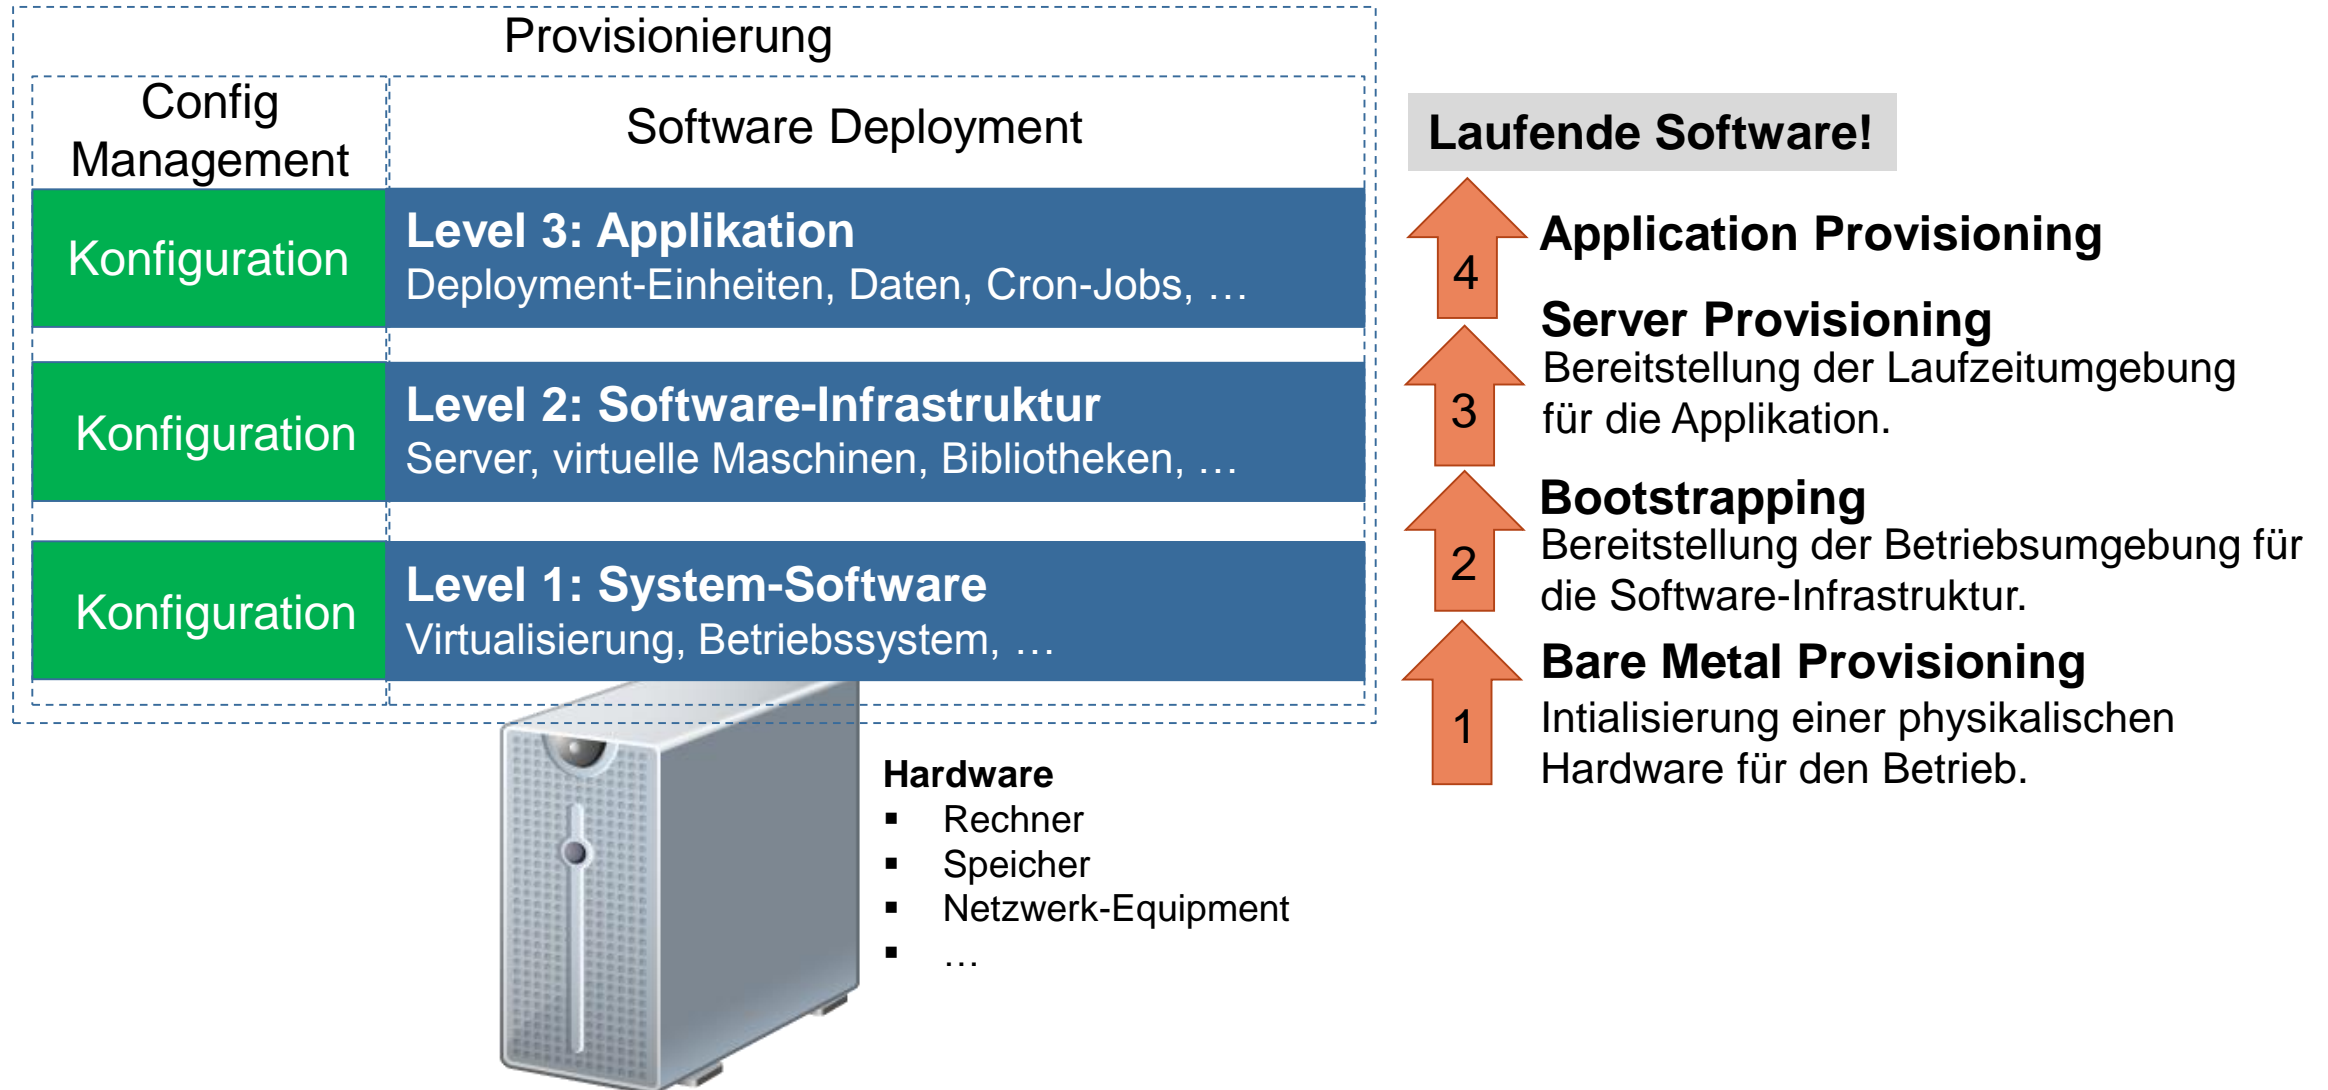 Provisionierung
Config
Management
Software Deployment
Konfiguration
Level 3: Applikation
Deployment-Einheiten, Daten, Cron-Jobs, …
Konfiguration
Level 2: Software-Infrastruktur
Server, virtuelle Maschinen, Bibliotheken, …
Konfiguration
Level 1: System-Software
Virtualisierung, Betriebssystem, …
Hardware
▪ Rechner
▪ Speicher
▪ Netzwerk-Equipment
▪ …
Laufende Software!
4
Application Provisioning
3
Server Provisioning
Bereitstellung der Laufzeitumgebung
für die Applikation.
2
Bootstrapping
Bereitstellung der Betriebsumgebung für
die Software-Infrastruktur.
1
Bare Metal Provisioning
Intialisierung einer physikalischen
Hardware für den Betrieb.